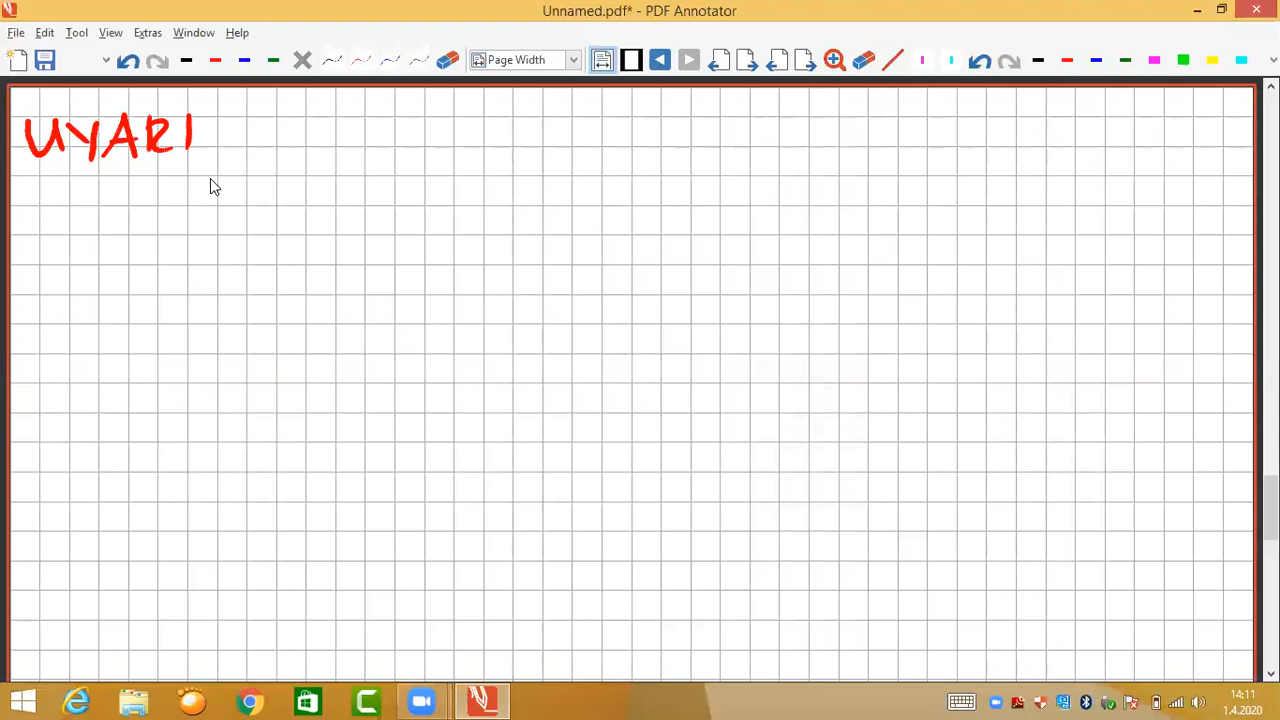 Unnamed.pdf* - PDF Annotator
File Edit Tool View Extras Window Help
Page Width
UYARI
14:11
1.4.2020